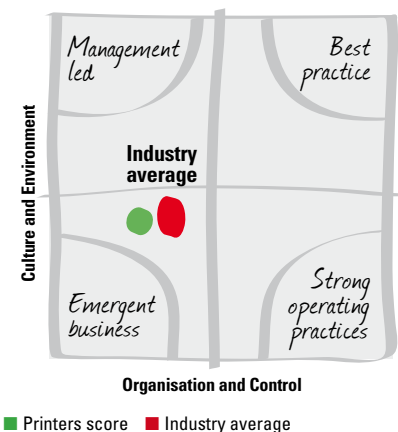 Management
led
Best
practice
Industry
average
Culture and Environment
Emergent
business
Strong
operating
practices
Organisation and Control
Printers score
Industry average